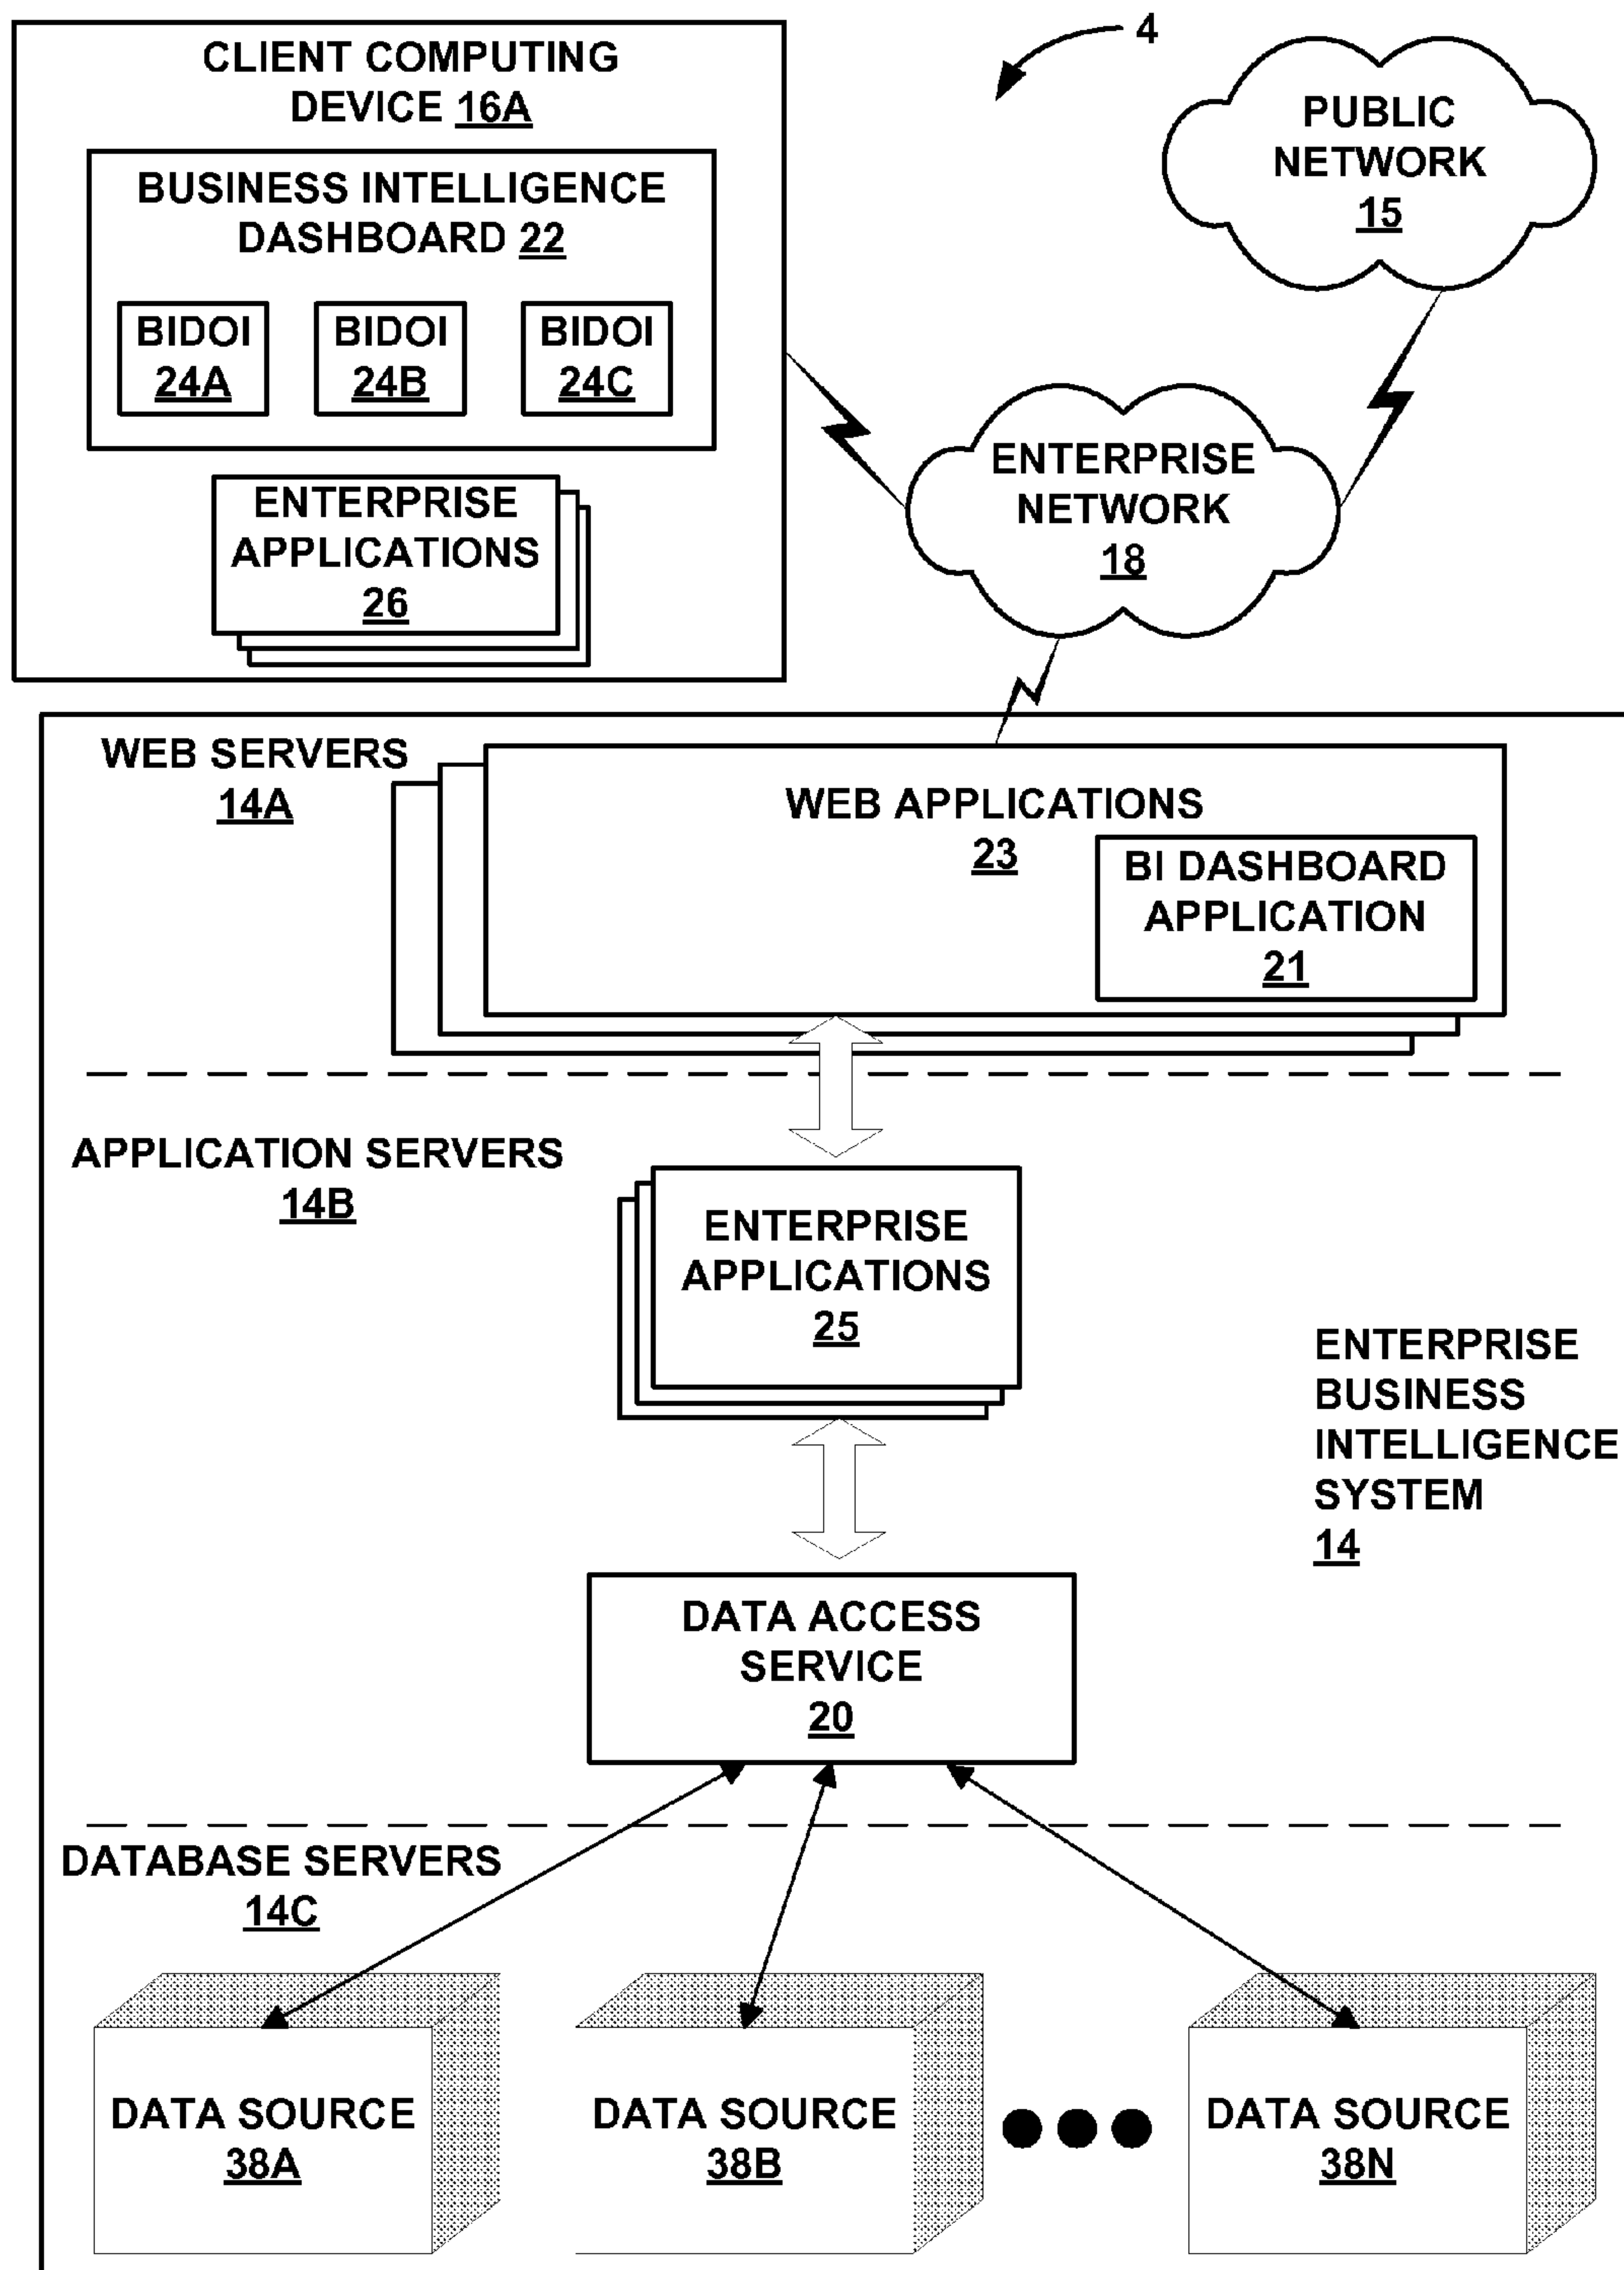 CLIENT COMPUTING
DEVICE 16A
BUSINESS INTELLIGENCE
DASHBOARD 22
BIDOI
24A
BIDOI
24B
BIDOI
24C
ENTERPRISE
APPLICATIONS
26
4
PUBLIC
NETWORK
15
ENTERPRISE
NETWORK
18
WEB SERVERS
14A
WEB APPLICATIONS
23
BI DASHBOARD
APPLICATION
21
APPLICATION SERVERS
14B
ENTERPRISE
APPLICATIONS
25
ENTERPRISE
BUSINESS
INTELLIGENCE
SYSTEM
14
DATA ACCESS
SERVICE
20
DATABASE SERVERS
14C
DATA SOURCE
38A
DATA SOURCE
38B
DATA SOURCE
38N